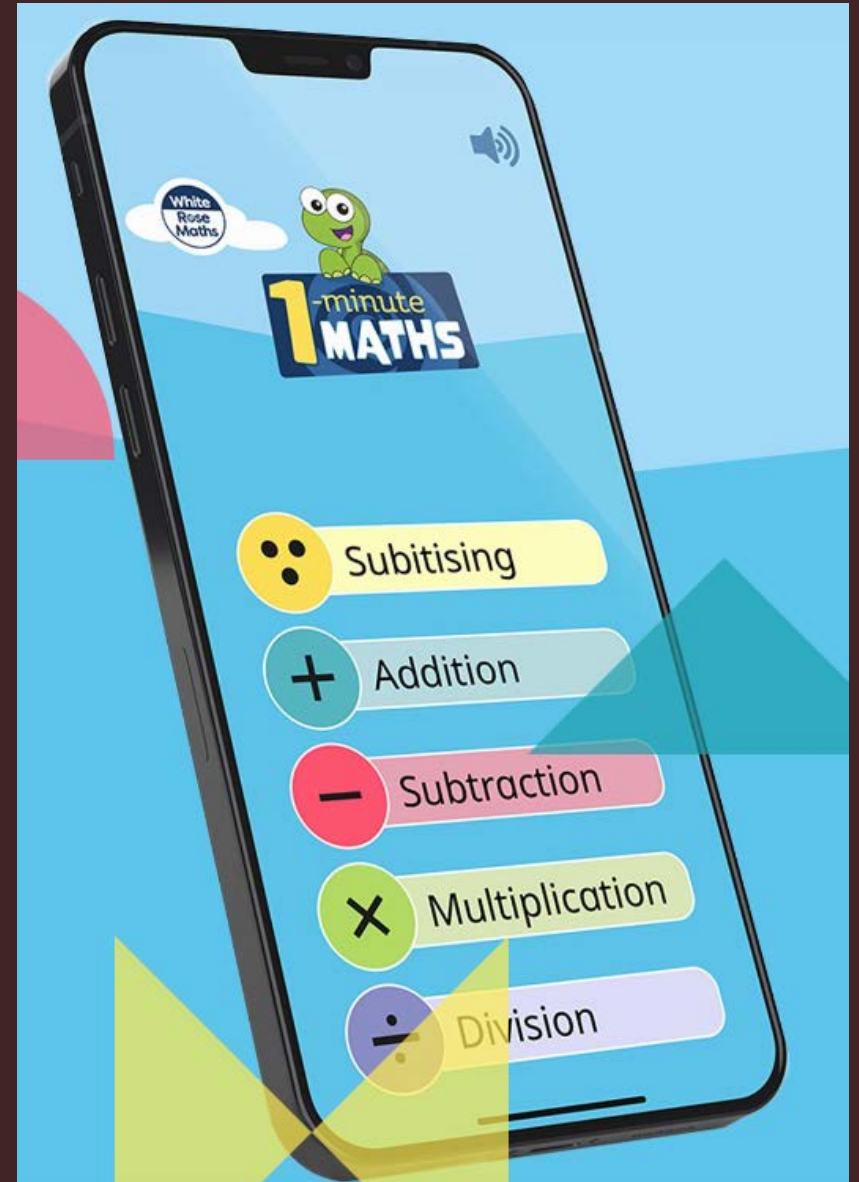 White
Rose
Maths
1-minute
MATHS
Subitising
+ Addition
− Subtraction
× Multiplication
÷ Division